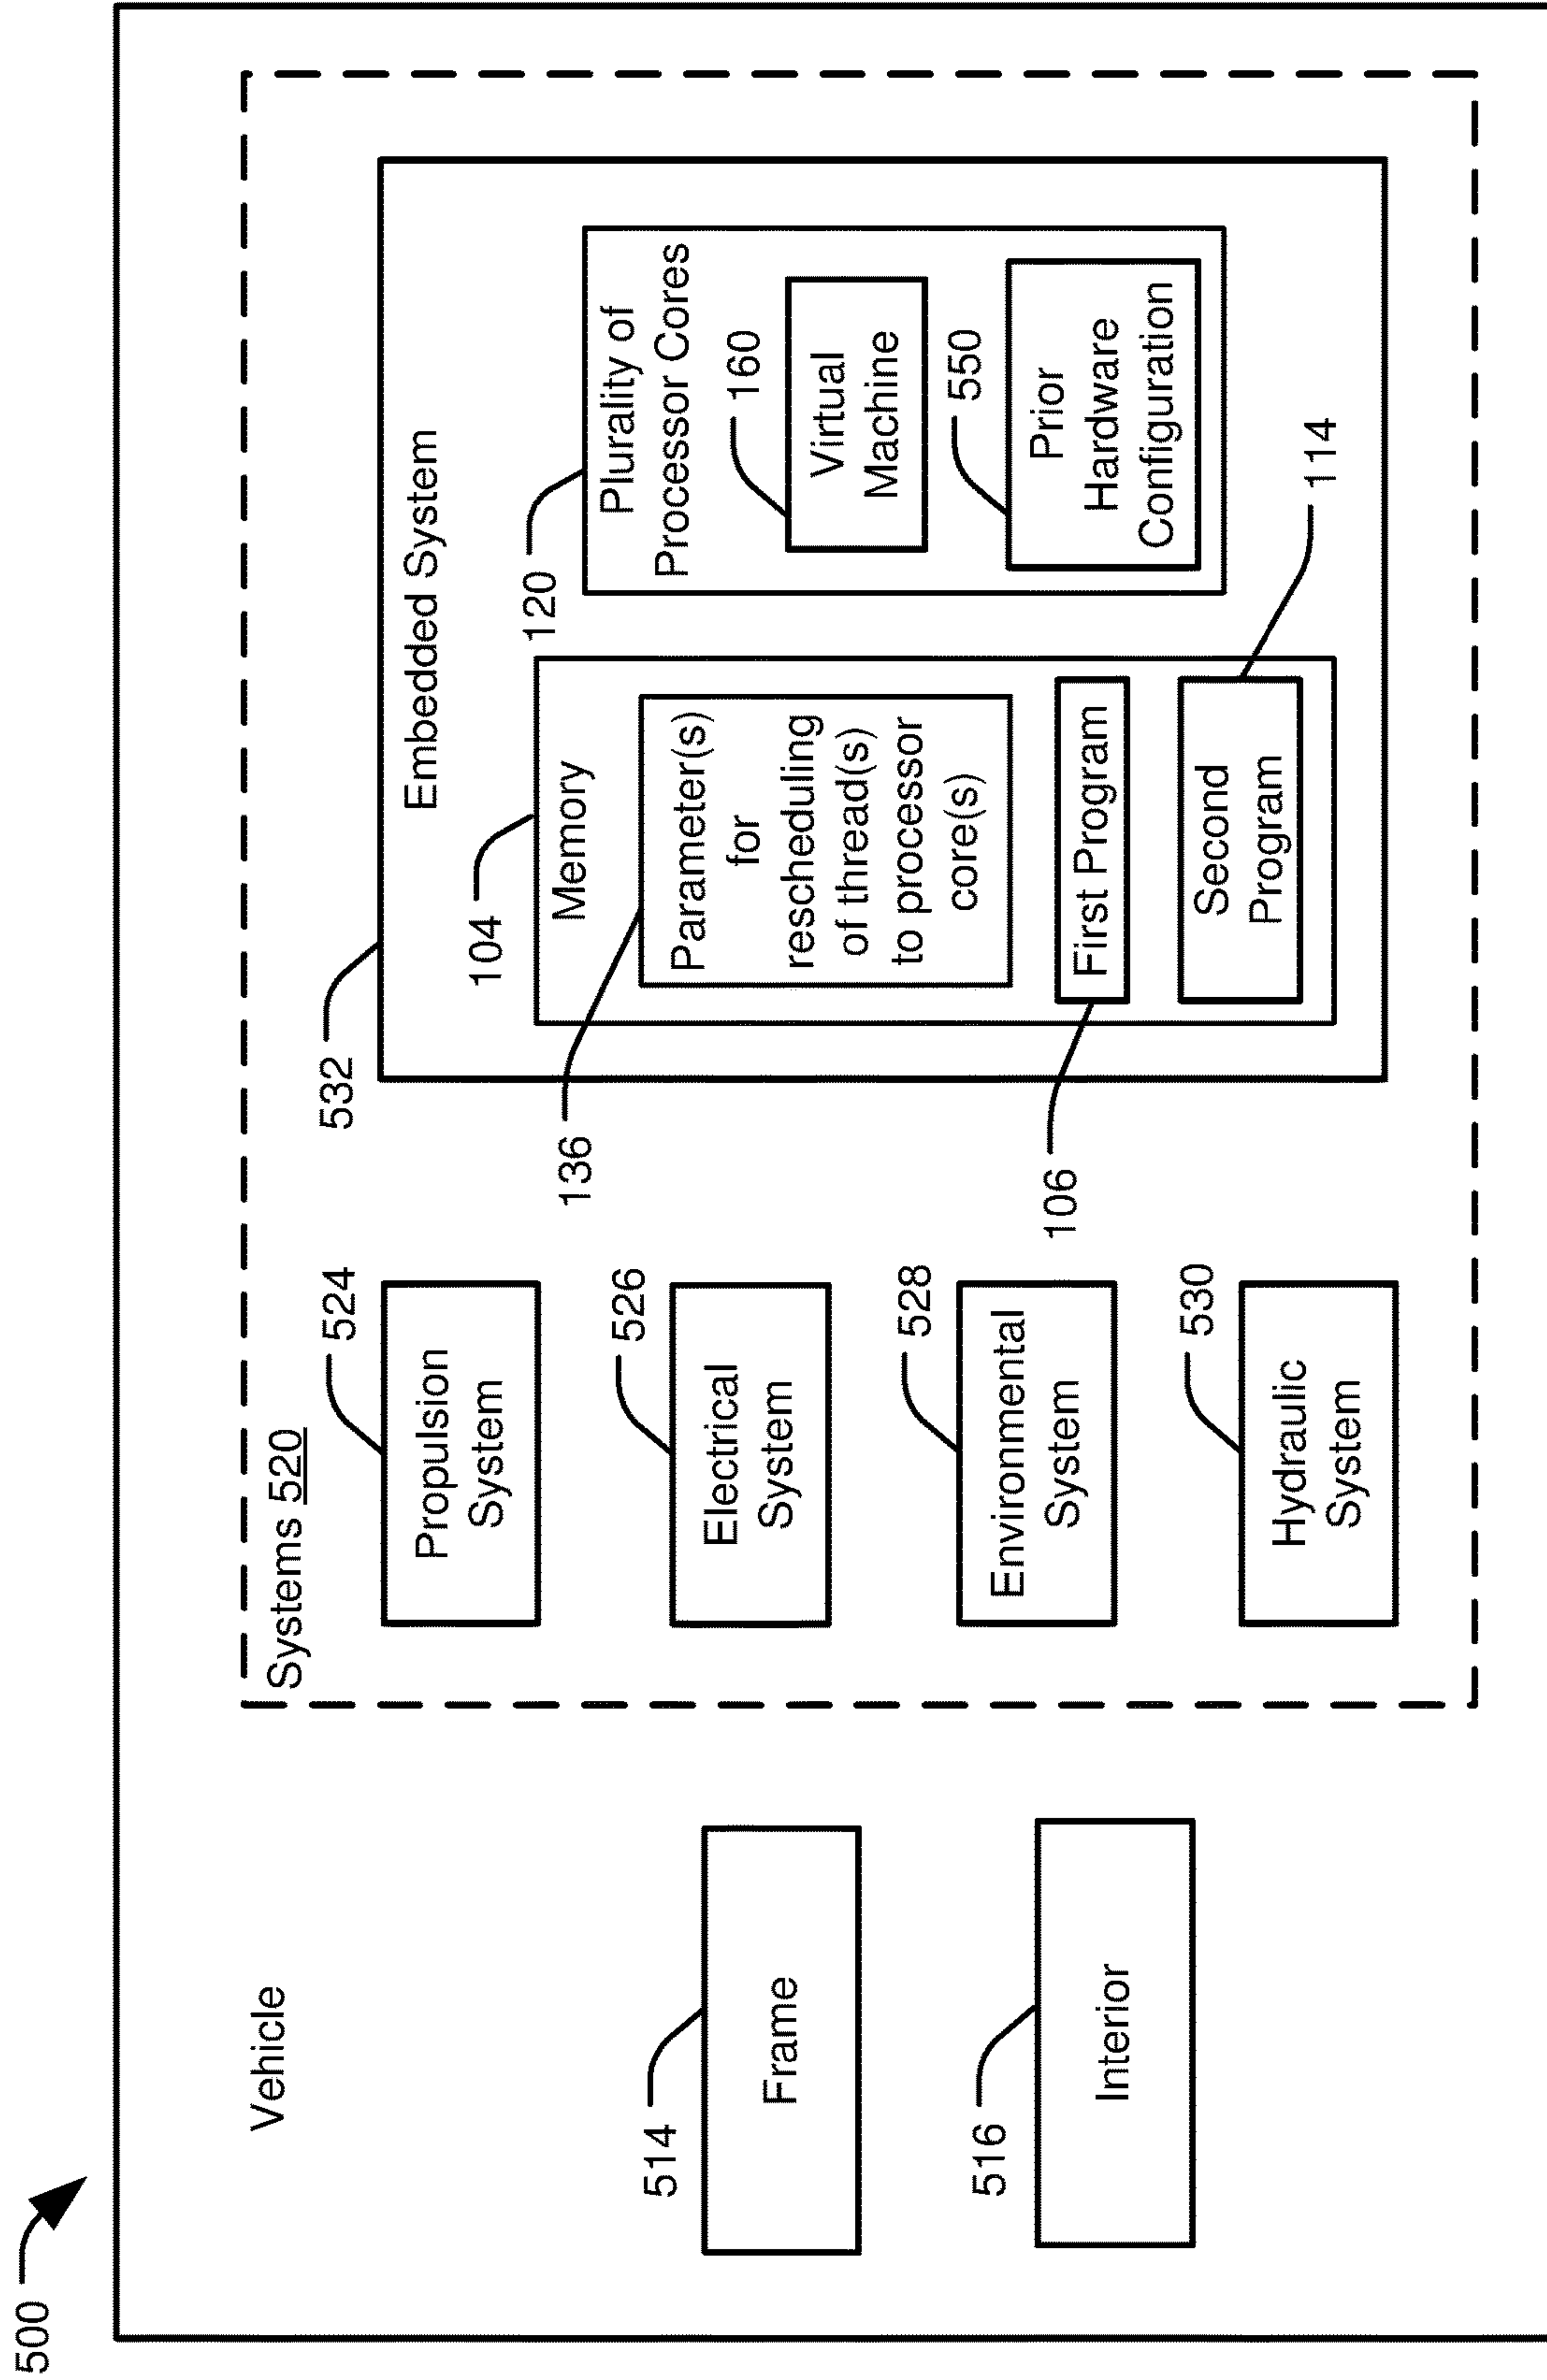 500
Vehicle
514
Frame
516
Interior
Systems 520
524
Propulsion
System
526
Electrical
System
528
Environmental
System
530
Hydraulic
System
532
Embedded System
104
Memory
136
Parameter(s)
for
rescheduling
of thread(s)
to processor
core(s)
106
First Program
Second
Program
114
120
Plurality of
Processor Cores
160
Virtual
Machine
550
Prior
Hardware
Configuration